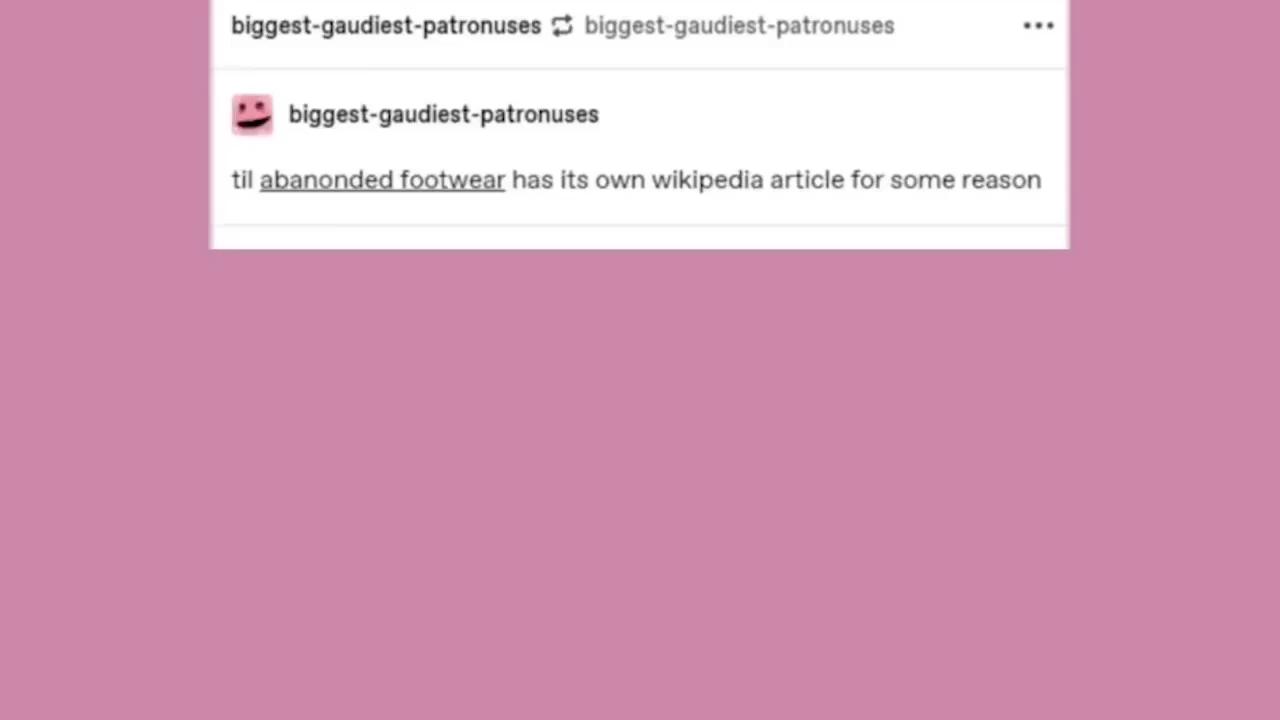 biggest-gaudiest-patronuses biggest-gaudiest-patronuses
biggest-gaudiest-patronuses
til abanonded footwear has its own wikipedia article for some reason